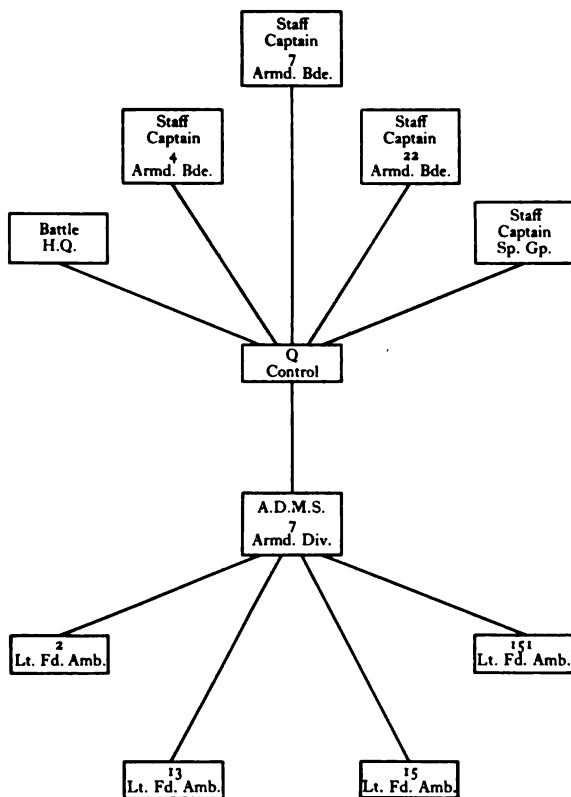 Staff
Captain
7
Armd. Bde.
Staff
Captain
4
Armd. Bde.
Staff
Captain
22
Armd. Bde.
Battle
H.Q.
Staff
Captain
Sp. Gp.
Q
Control
A.D.M.S.
7
Armd. Div.
2
Lt. Fd. Amb.
151
Lt. Fd. Amb.
13
Lt. Fd. Amb.
15
Lt. Fd. Amb.